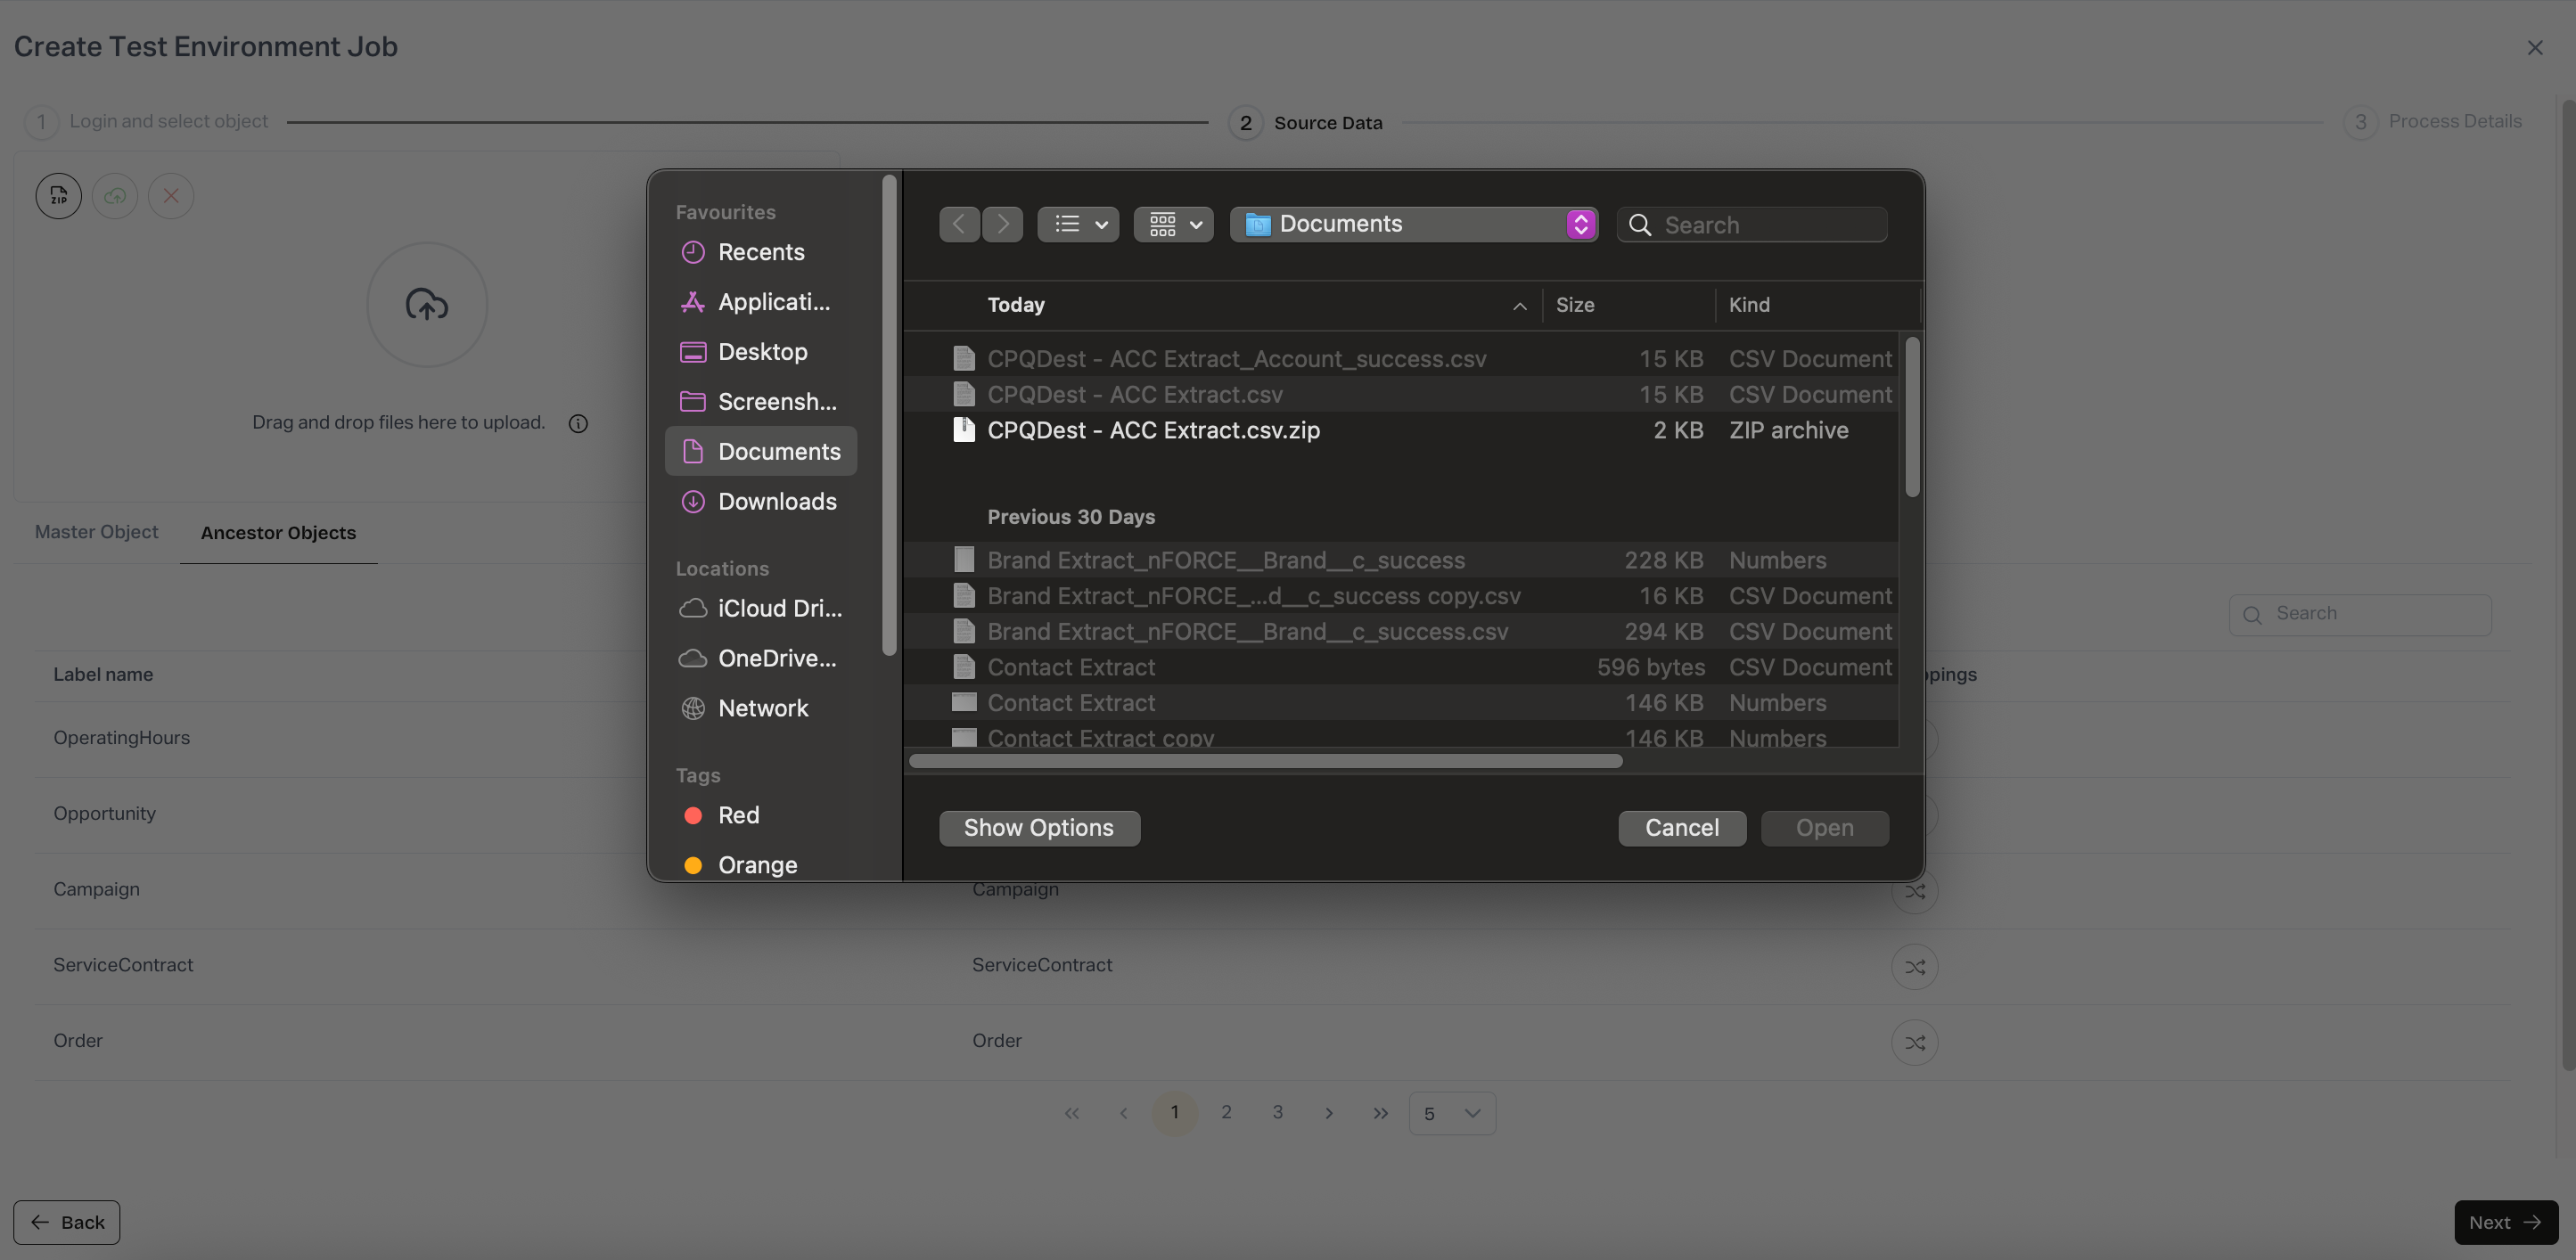 Create Test Environment Job
1 Login and select object
2 Source Data
3 Process Details
ZIP
Drag and drop files here to upload.
Master Object
Ancestor Objects
Search
Label name
pings
OperatingHours
Opportunity
Campaign
Campaign
ServiceContract
ServiceContract
Order
Order
1 2 3 5
Back
Next
Favourites
Recents
Applicati...
Desktop
Screensh...
Documents
Downloads
Locations
iCloud Dri...
OneDrive...
Network
Tags
Red
Orange
Documents
Search
Today Size Kind
CPQDest - ACC Extract_Account_success.csv 15 KB CSV Document
CPQDest - ACC Extract.csv 15 KB CSV Document
CPQDest - ACC Extract.csv.zip 2 KB ZIP archive
Previous 30 Days
Brand Extract_nFORCE__Brand__c_success 228 KB Numbers
Brand Extract_nFORCE_...d__c_success copy.csv 16 KB CSV Document
Brand Extract_nFORCE__Brand__c_success.csv 294 KB CSV Document
Contact Extract 596 bytes CSV Document
Contact Extract 146 KB Numbers
Contact Extract copy 146 KB Numbers
Show Options
Cancel
Open